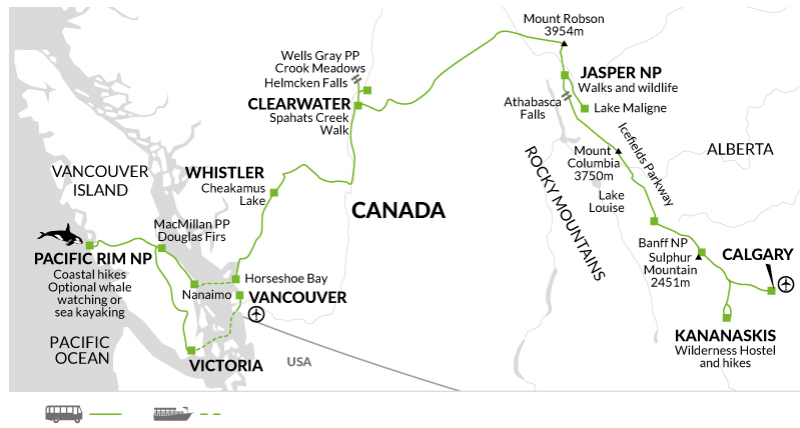 Mount Robson
3954m
Wells Gray PP
Crook Meadows
Helmcken Falls
CLEARWATER
Spahats Creek
Walk
JASPER NP
Walks and wildlife
Athabasca
Falls
Lake Maligne
Icefields Parkway
Mount
Columbia
3750m
ALBERTA
ROCKY MOUNTAINS
Lake
Louise
VANCOUVER
ISLAND
WHISTLER
Cheakamus
Lake
CANADA
MacMillan PP
Douglas Firs
PACIFIC RIM NP
Coastal hikes
Optional whale
watching or
sea kayaking
Horseshoe Bay
Nanaimo
VANCOUVER
Banff NP
Sulphur
Mountain
2451m
CALGARY
KANANASKIS
Wilderness Hostel
and hikes
PACIFIC
OCEAN
VICTORIA
USA